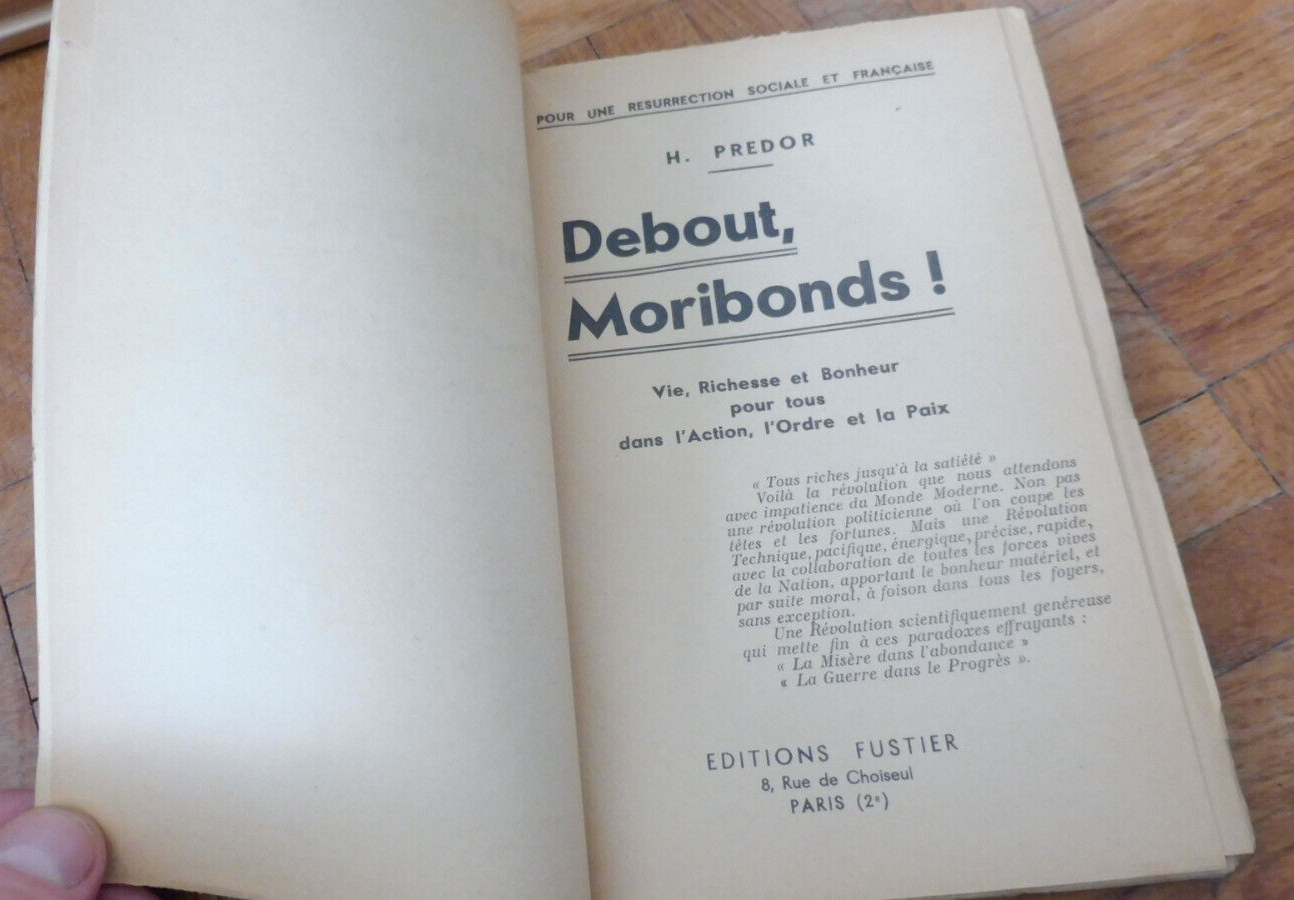 POUR UNE RESURRECTION SOCIALE ET FRANÇAISE
H. PREDOR
Debout,
Moribonds !
Vie, Richesse et Bonheur
pour tous
dans l'Action, l'Ordre et la Paix
« Tous riches jusqu'à la satiété »
Voilà la révolution que nous attendons
avec impatience du Monde Moderne. Non pas
une révolution politicienne où l'on coupe les
têtes et les fortunes. Mais une Révolution
Technique, pacifique, énergique, précise, rapide,
avec la collaboration de toutes les forces vives
de la Nation, apportant le bonheur matériel, et
par suite moral, à foison dans tous les foyers,
sans exception.
Une Révolution scientifiquement genéreuse
qui mette fin à ces paradoxes effrayants :
« La Misère dans l'abondance »
« La Guerre dans le Progrès ».
EDITIONS FUSTIER
8, Rue de Choiseul
PARIS (2e)